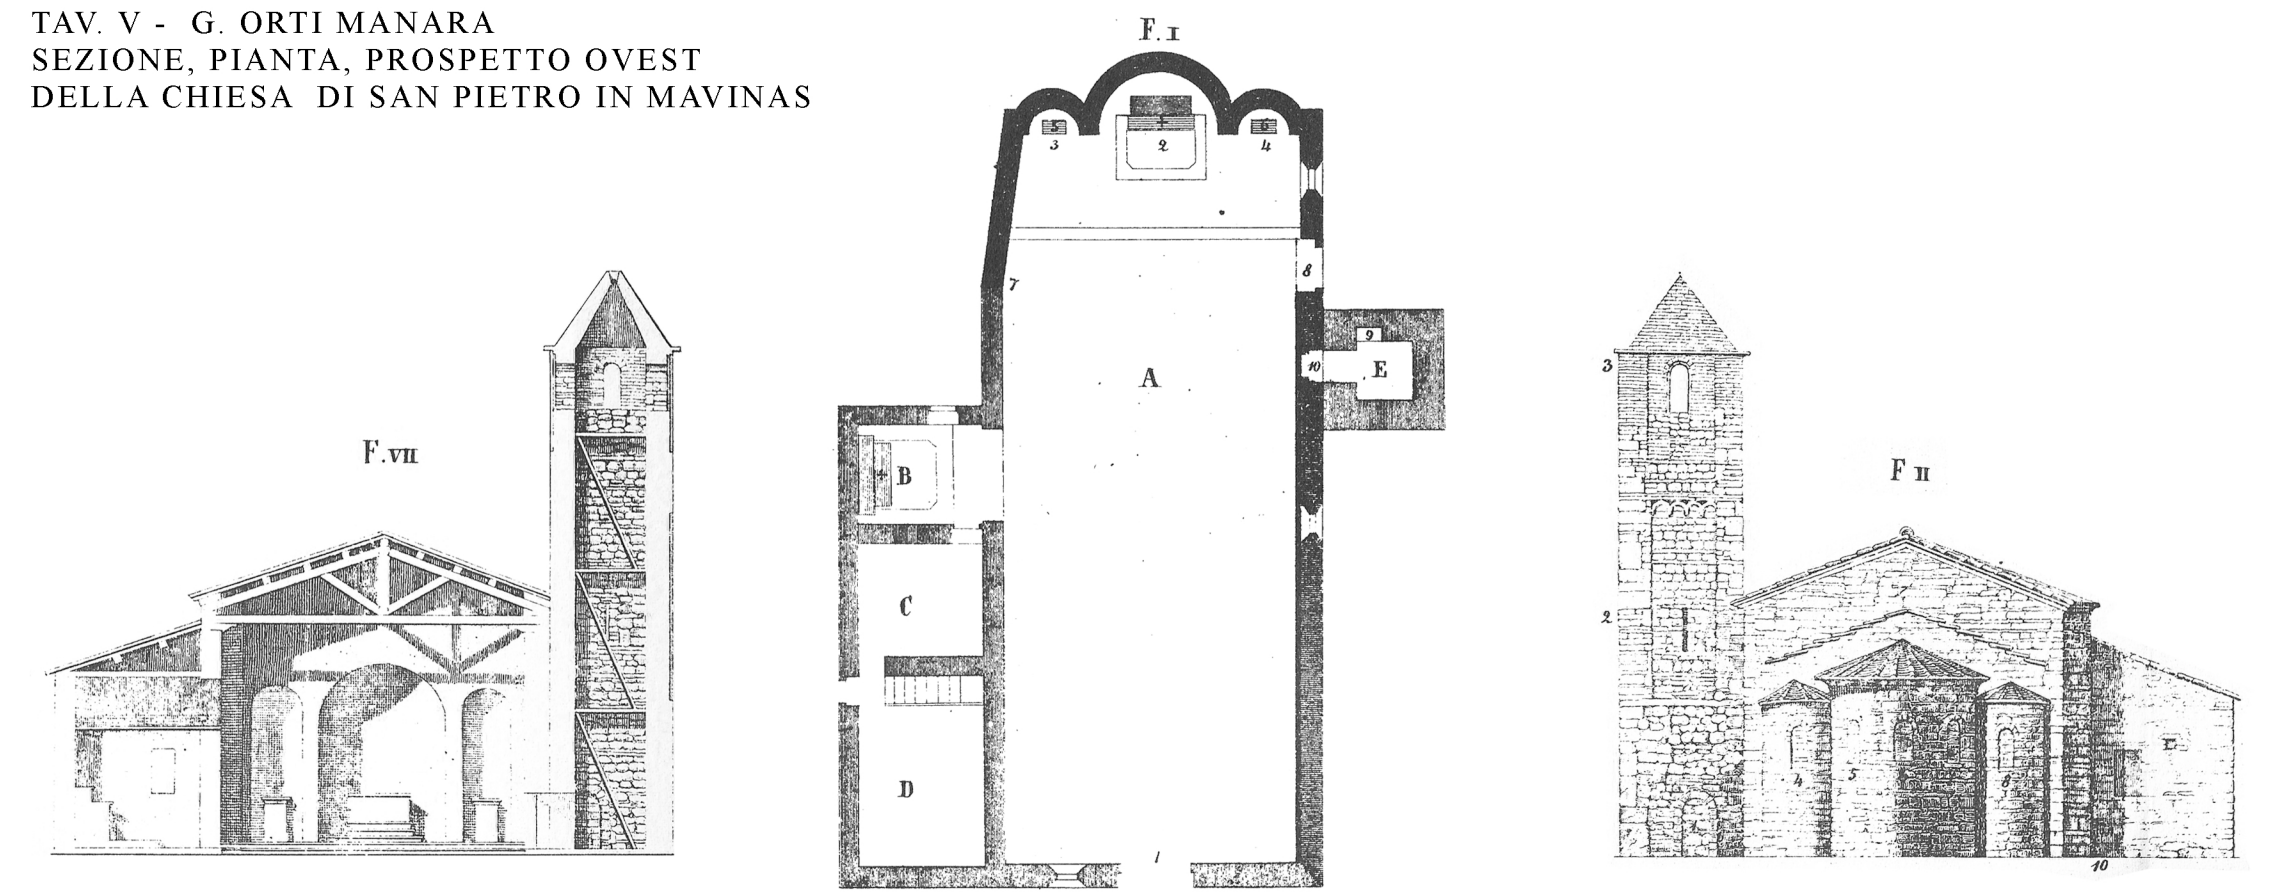 TAV. V - G. ORTI MANARA
SEZIONE, PIANTA, PROSPETTO OVEST
DELLA CHIESA DI SAN PIETRO IN MAVINAS
F. I
5
6
3
2
4
7
8
9
10
E
A
B
C
D
1
F. VII
F II
3
2
4
5
8
10